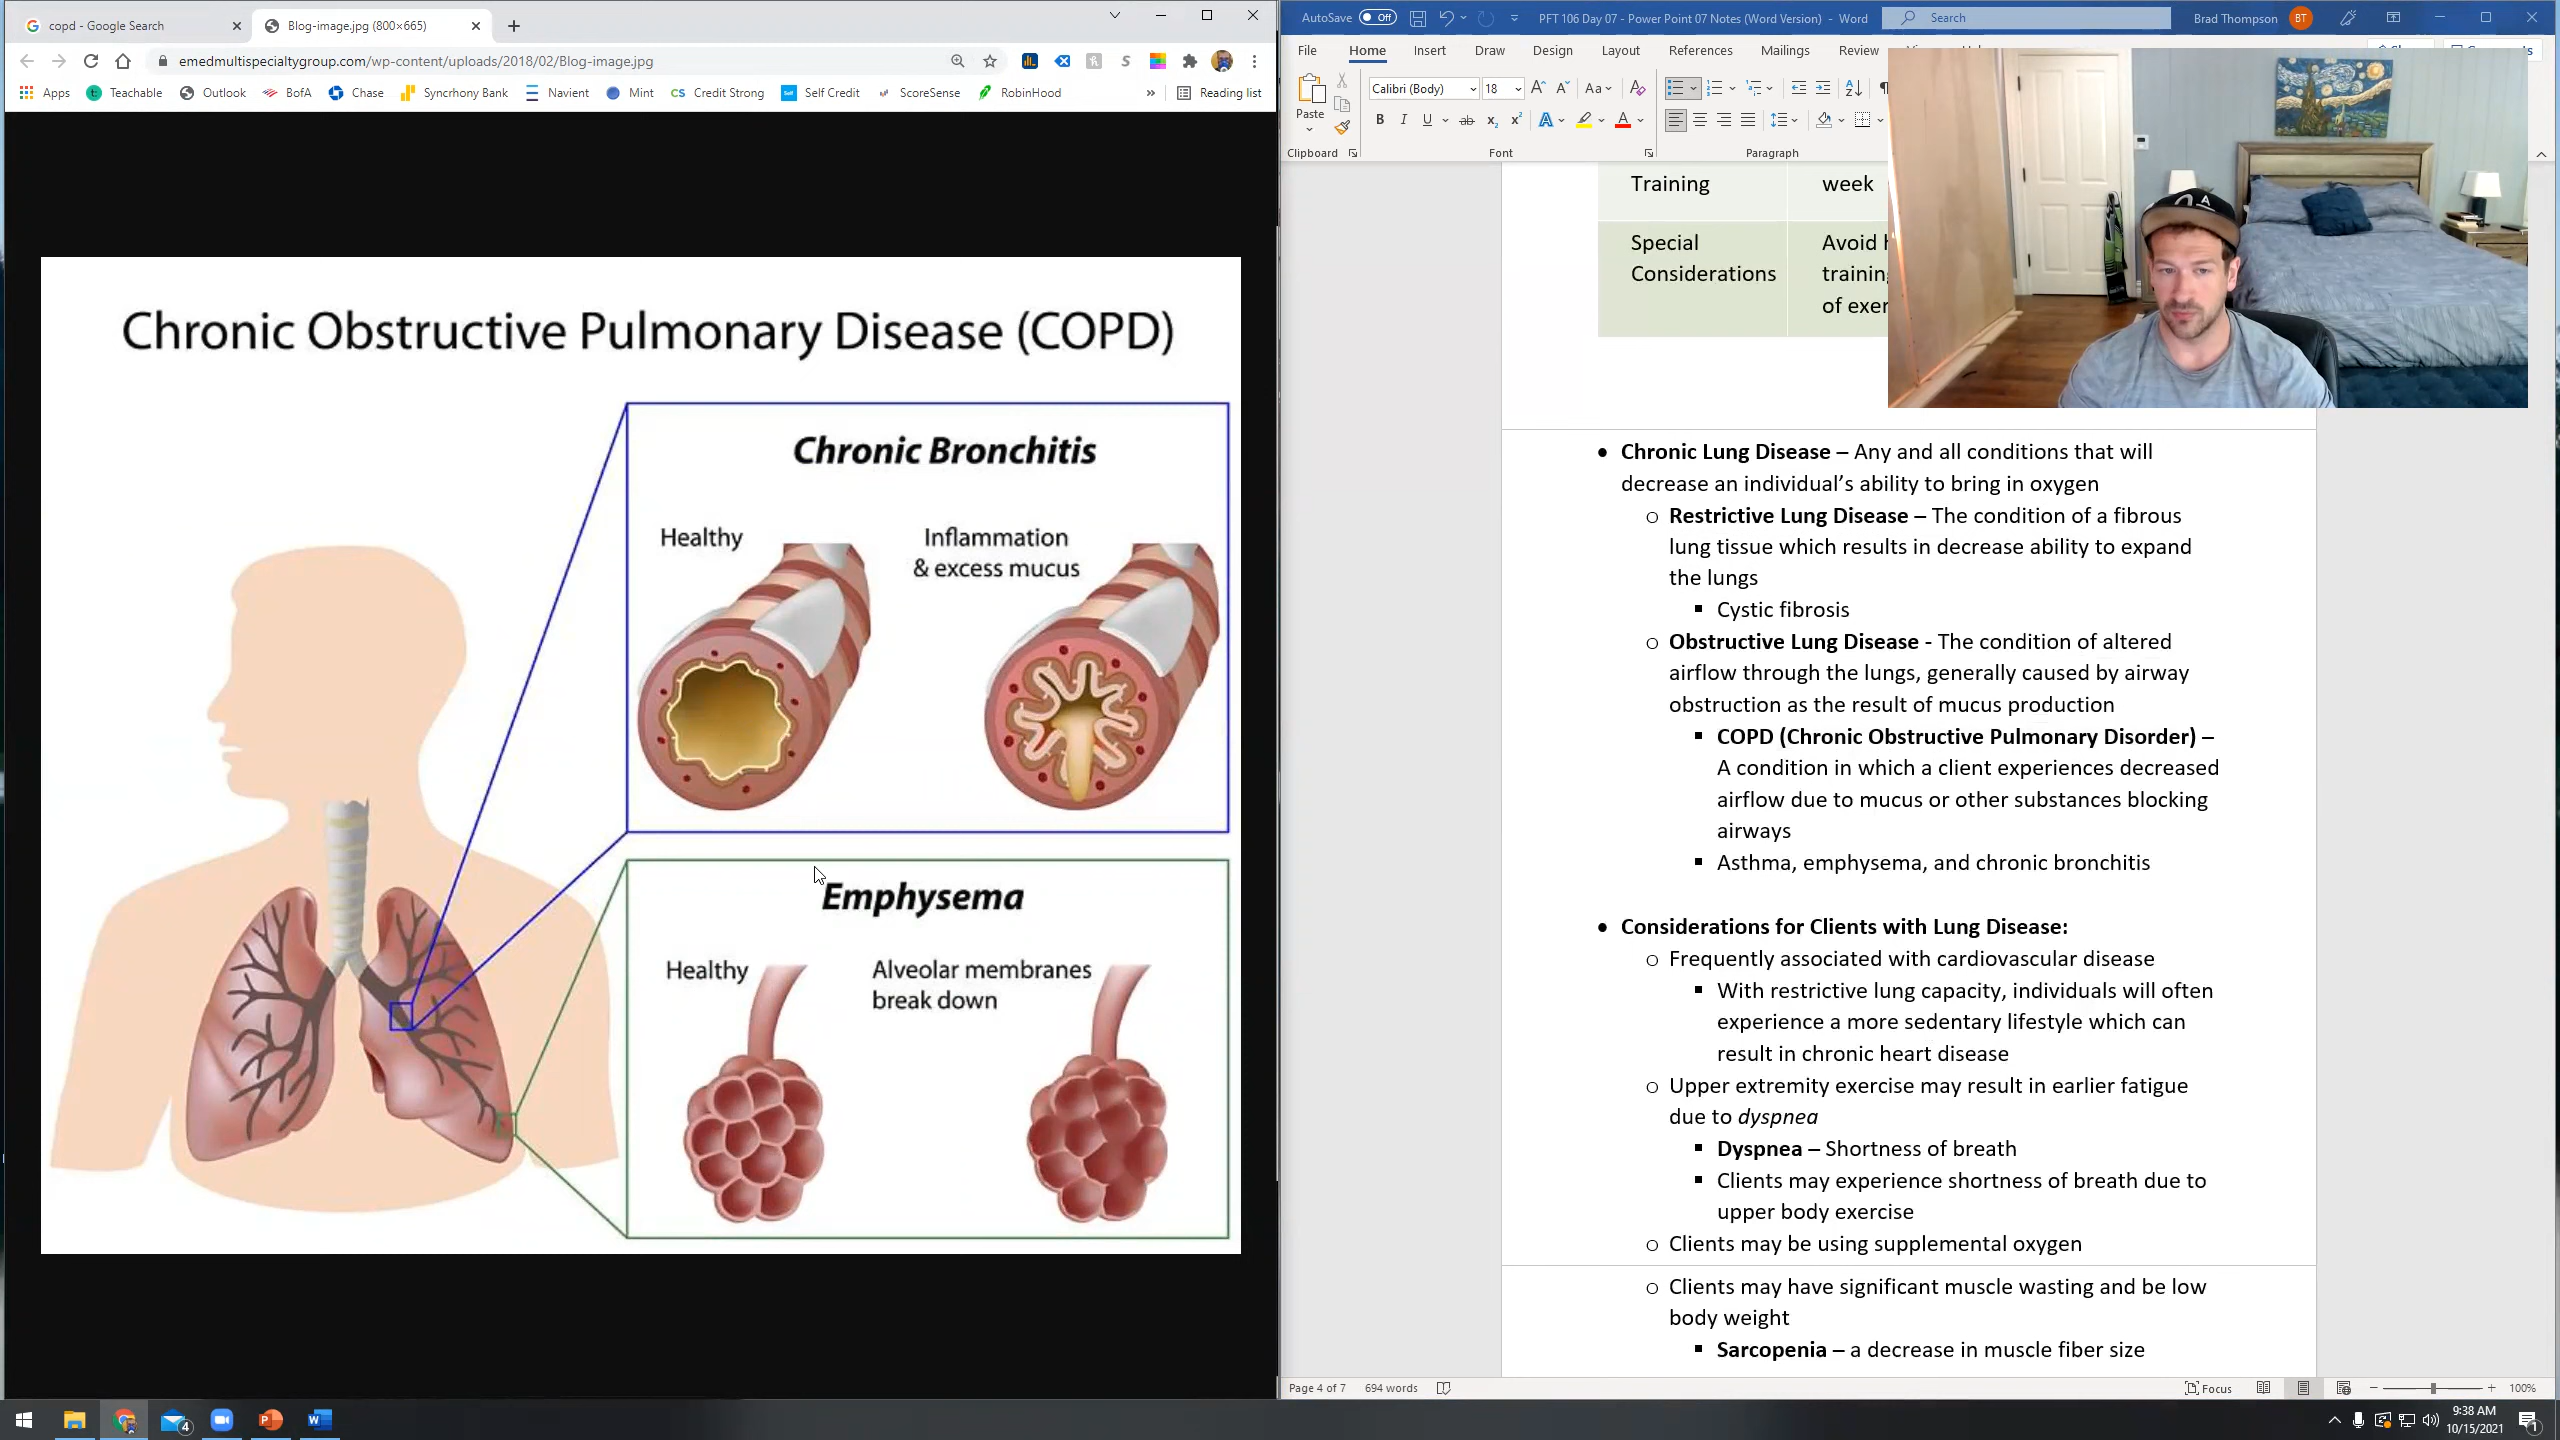 copd - Google Search
Blog-image.jpg (800×665)
emedmultispecialtygroup.com/wp-content/uploads/2018/02/Blog-image.jpg
Apps Teachable Outlook BofA Chase Syncrhony Bank Navient Mint CS Credit Strong Self Self Credit ScoreSense RobinHood » Reading list
Chronic Obstructive Pulmonary Disease (COPD)
Chronic Bronchitis
Healthy
Inflammation
& excess mucus
Emphysema
Healthy
Alveolar membranes
break down
AutoSave Off PFT 106 Day 07 - Power Point 07 Notes (Word Version) - Word Search Brad Thompson BT
File Home Insert Draw Design Layout References Mailings Review
Calibri (Body) 18
Paste
Clipboard Font Paragraph
Training week
Special
Considerations
Avoid
of
• Chronic Lung Disease – Any and all conditions that will
decrease an individual’s ability to bring in oxygen
o Restrictive Lung Disease – The condition of a fibrous
lung tissue which results in decrease ability to expand
the lungs
▪ Cystic fibrosis
o Obstructive Lung Disease - The condition of altered
airflow through the lungs, generally caused by airway
obstruction as the result of mucus production
▪ COPD (Chronic Obstructive Pulmonary Disorder) –
A condition in which a client experiences decreased
airflow due to mucus or other substances blocking
airways
▪ Asthma, emphysema, and chronic bronchitis
• Considerations for Clients with Lung Disease:
o Frequently associated with cardiovascular disease
▪ With restrictive lung capacity, individuals will often
experience a more sedentary lifestyle which can
result in chronic heart disease
o Upper extremity exercise may result in earlier fatigue
due to dyspnea
▪ Dyspnea – Shortness of breath
▪ Clients may experience shortness of breath due to
upper body exercise
o Clients may be using supplemental oxygen
o Clients may have significant muscle wasting and be low
body weight
▪ Sarcopenia – a decrease in muscle fiber size
Page 4 of 7 694 words Focus 100%
4
9:38 AM
10/15/2021
1